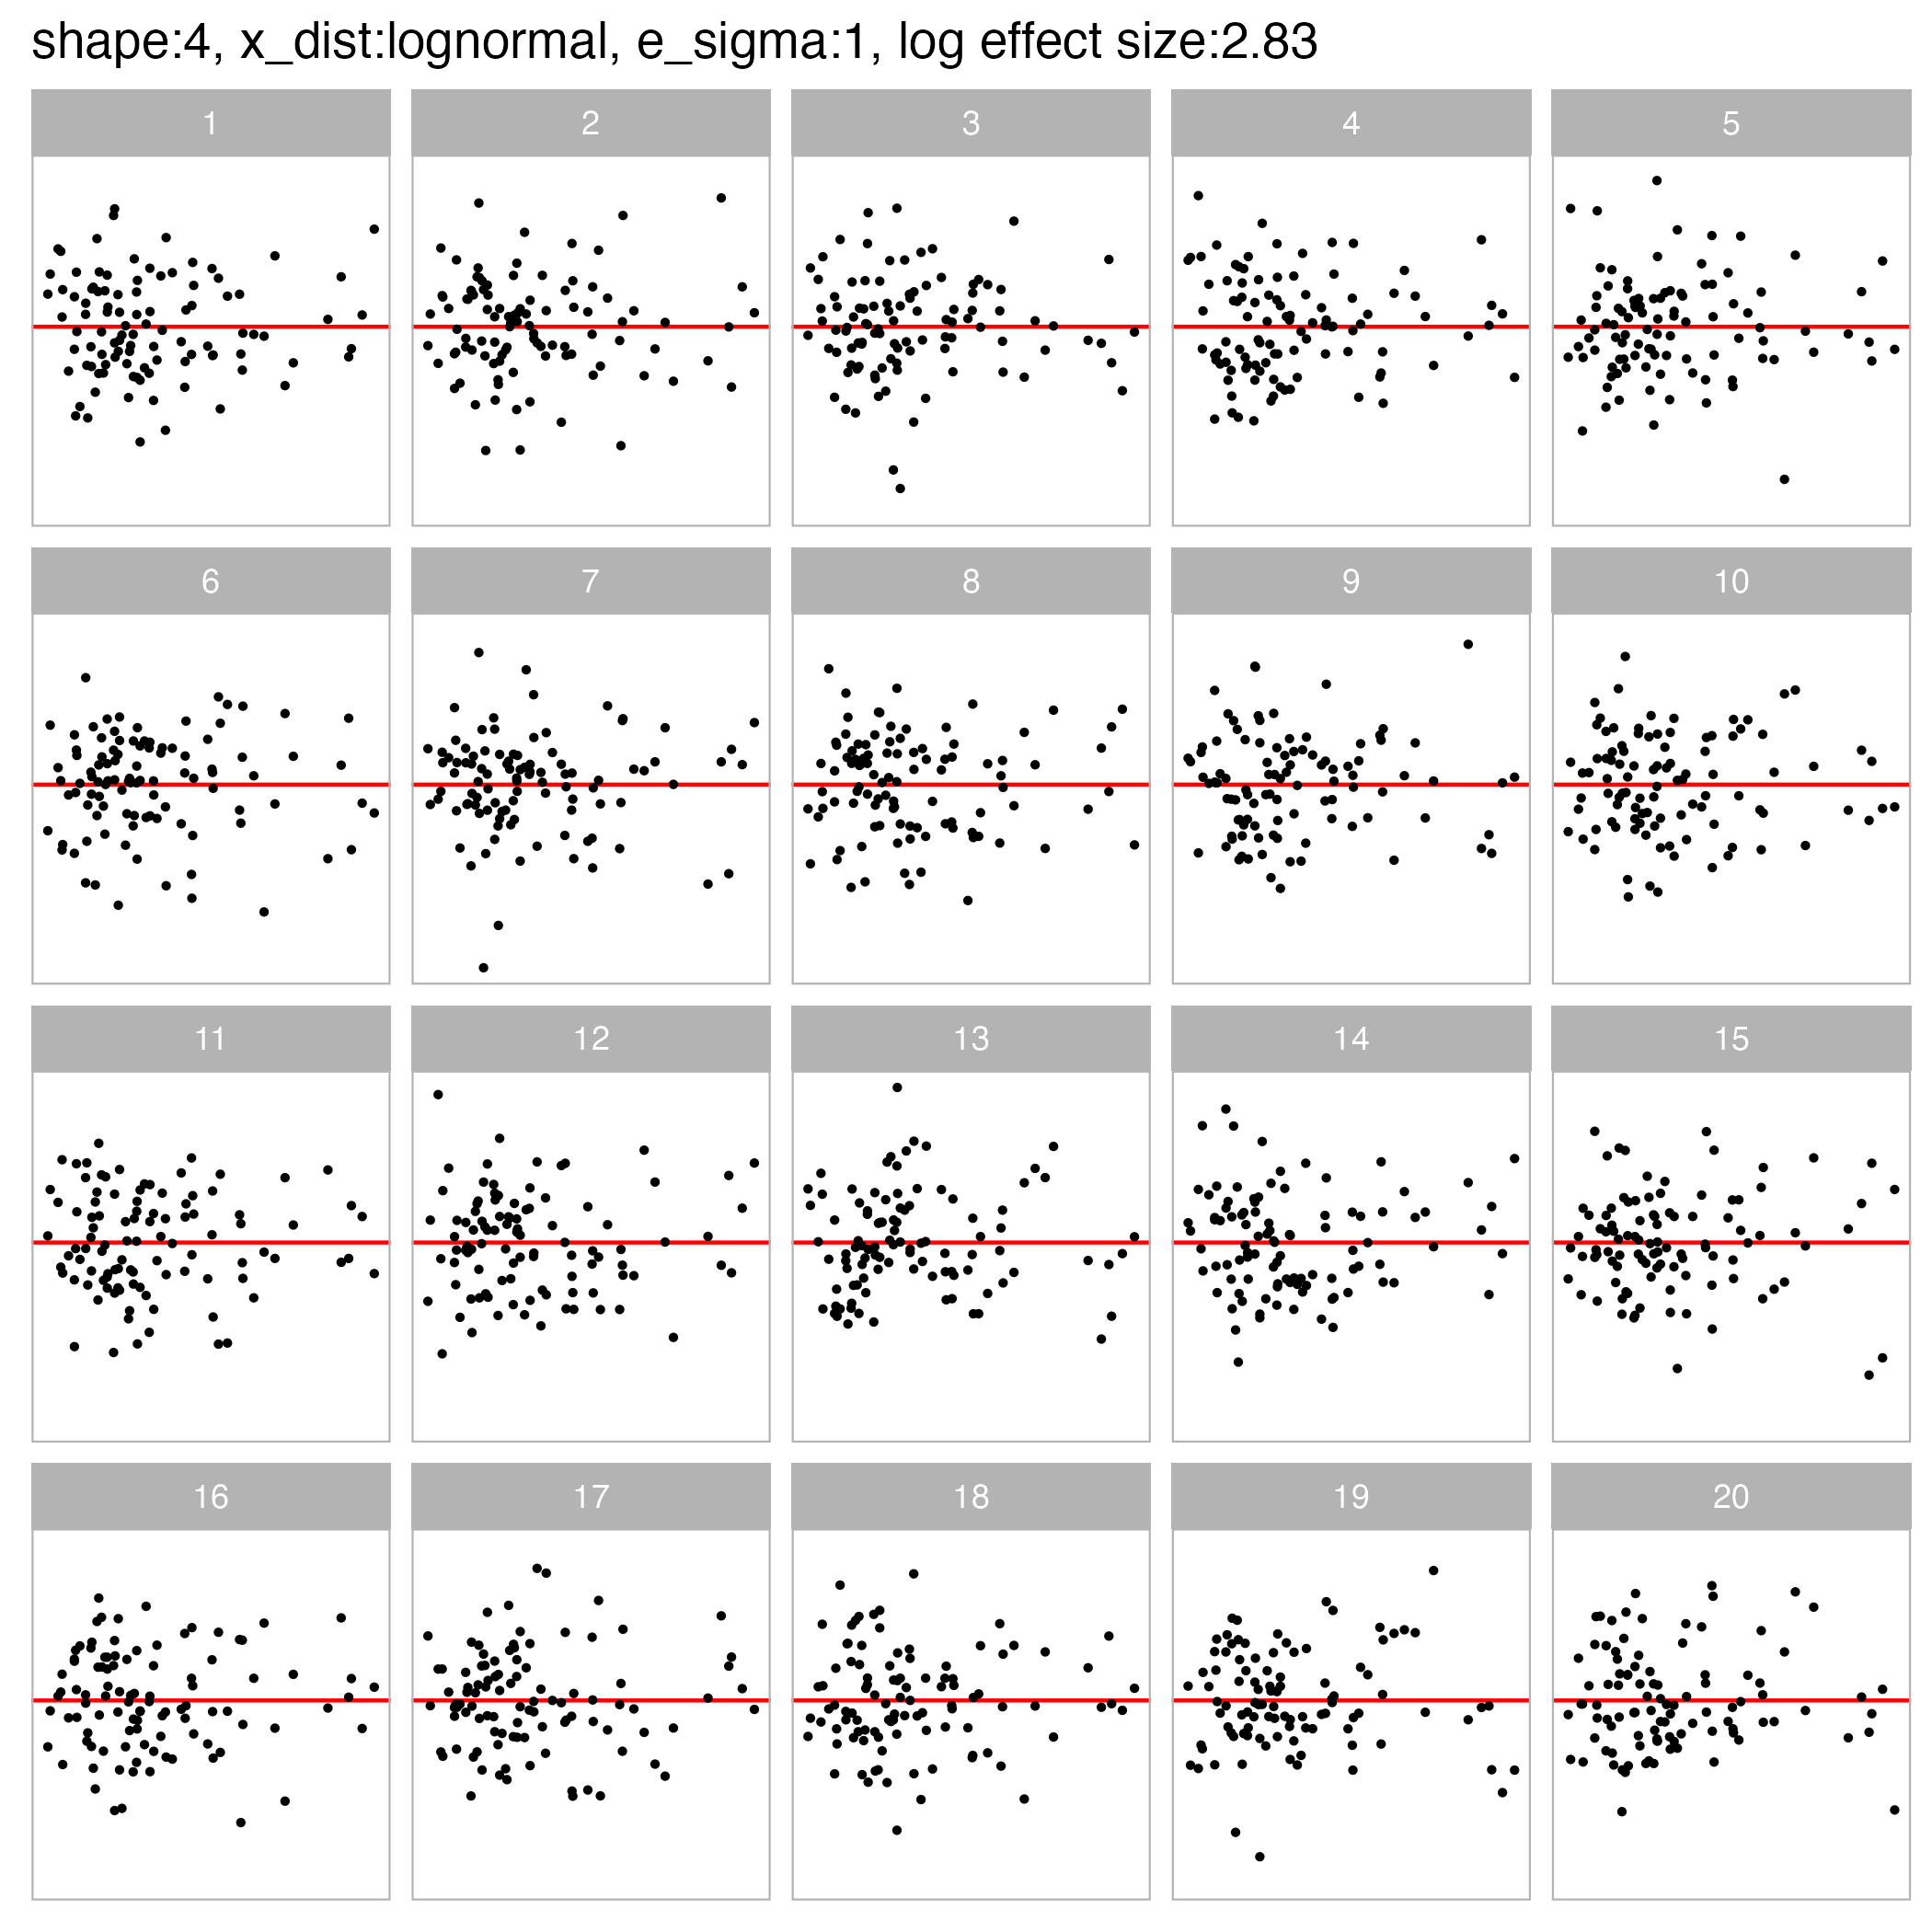 shape:4, x_dist:lognormal, e_sigma:1, log effect size:2.83
1 2 3 4 5
6 7 8 9 10
11 12 13 14 15
16 17 18 19 20